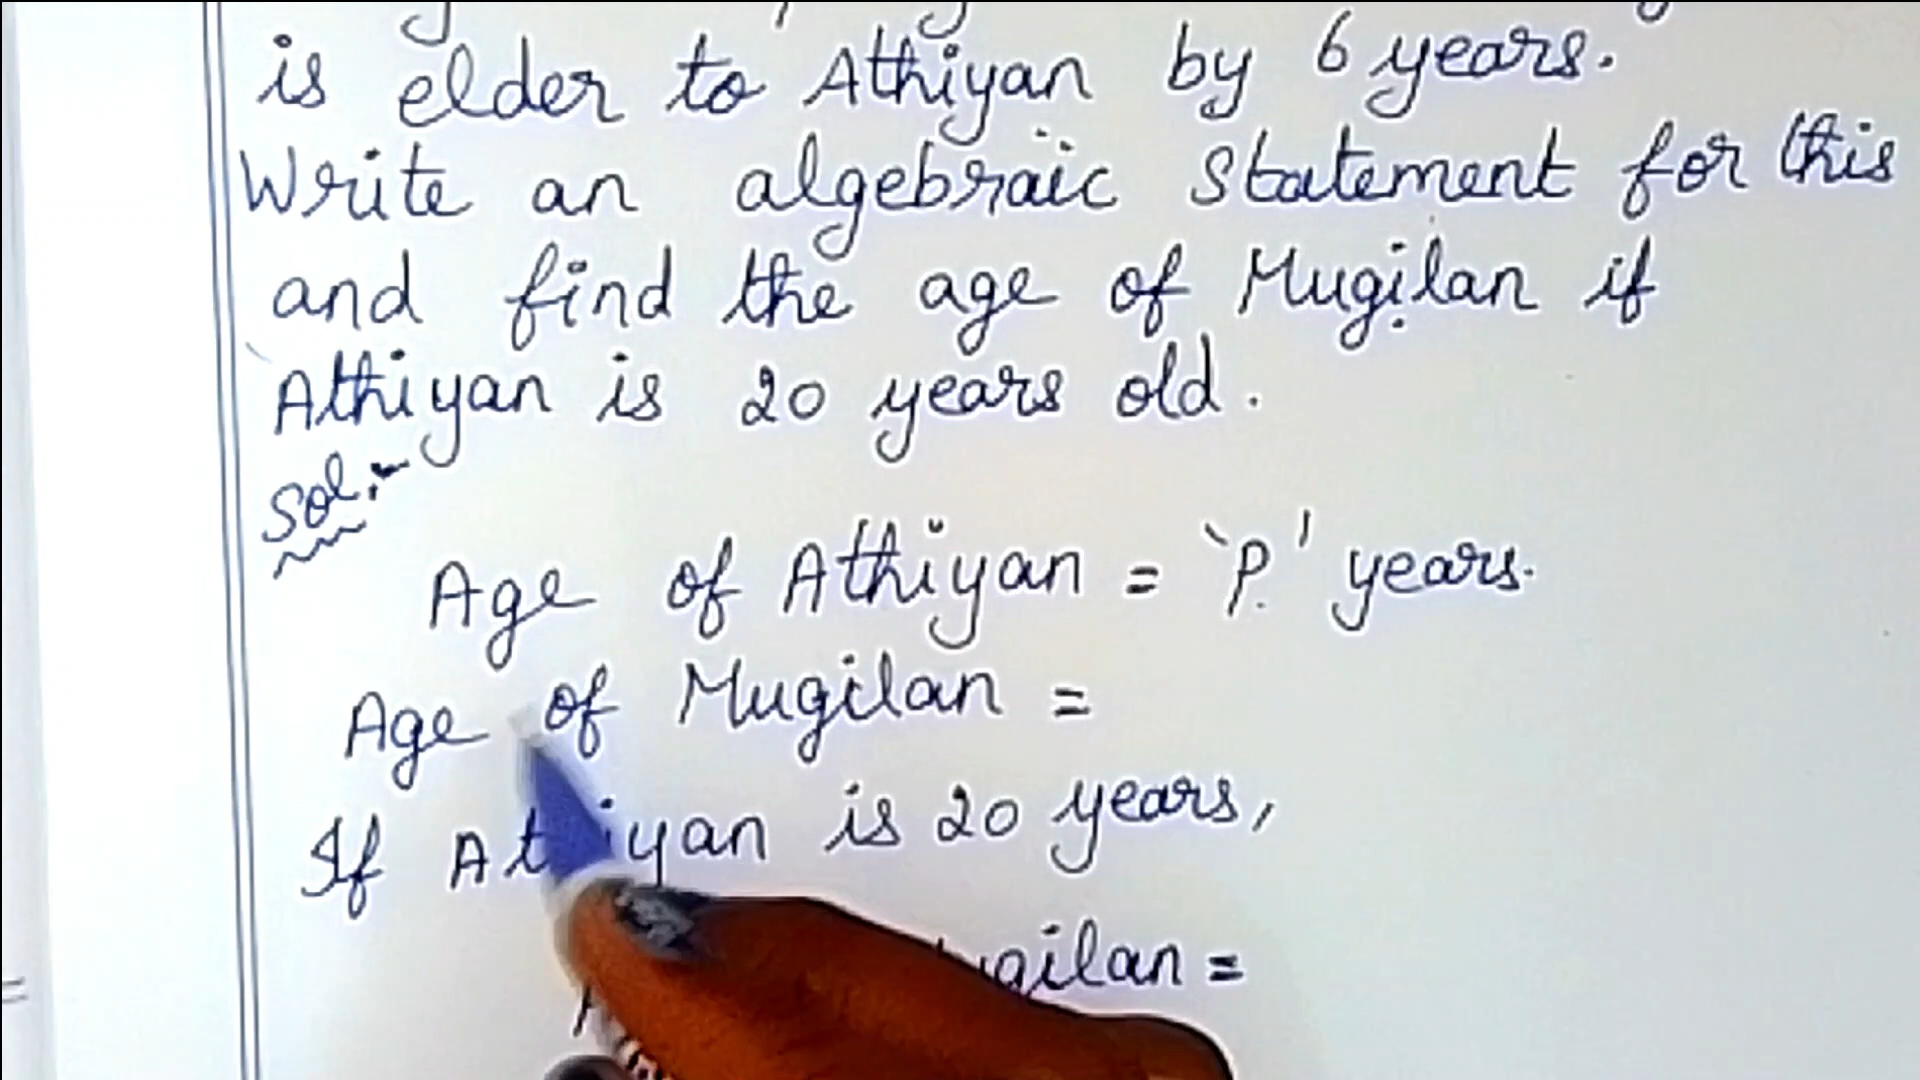 is elder to Athiyan by 6 years.
Write an algebraic statement for this
and find the age of Mugilan if
Athiyan is 20 years old.
Sol:-
Age of Athiyan = 'P' years.
Age of Mugilan =
If Athiyan is 20 years,
ugilan =